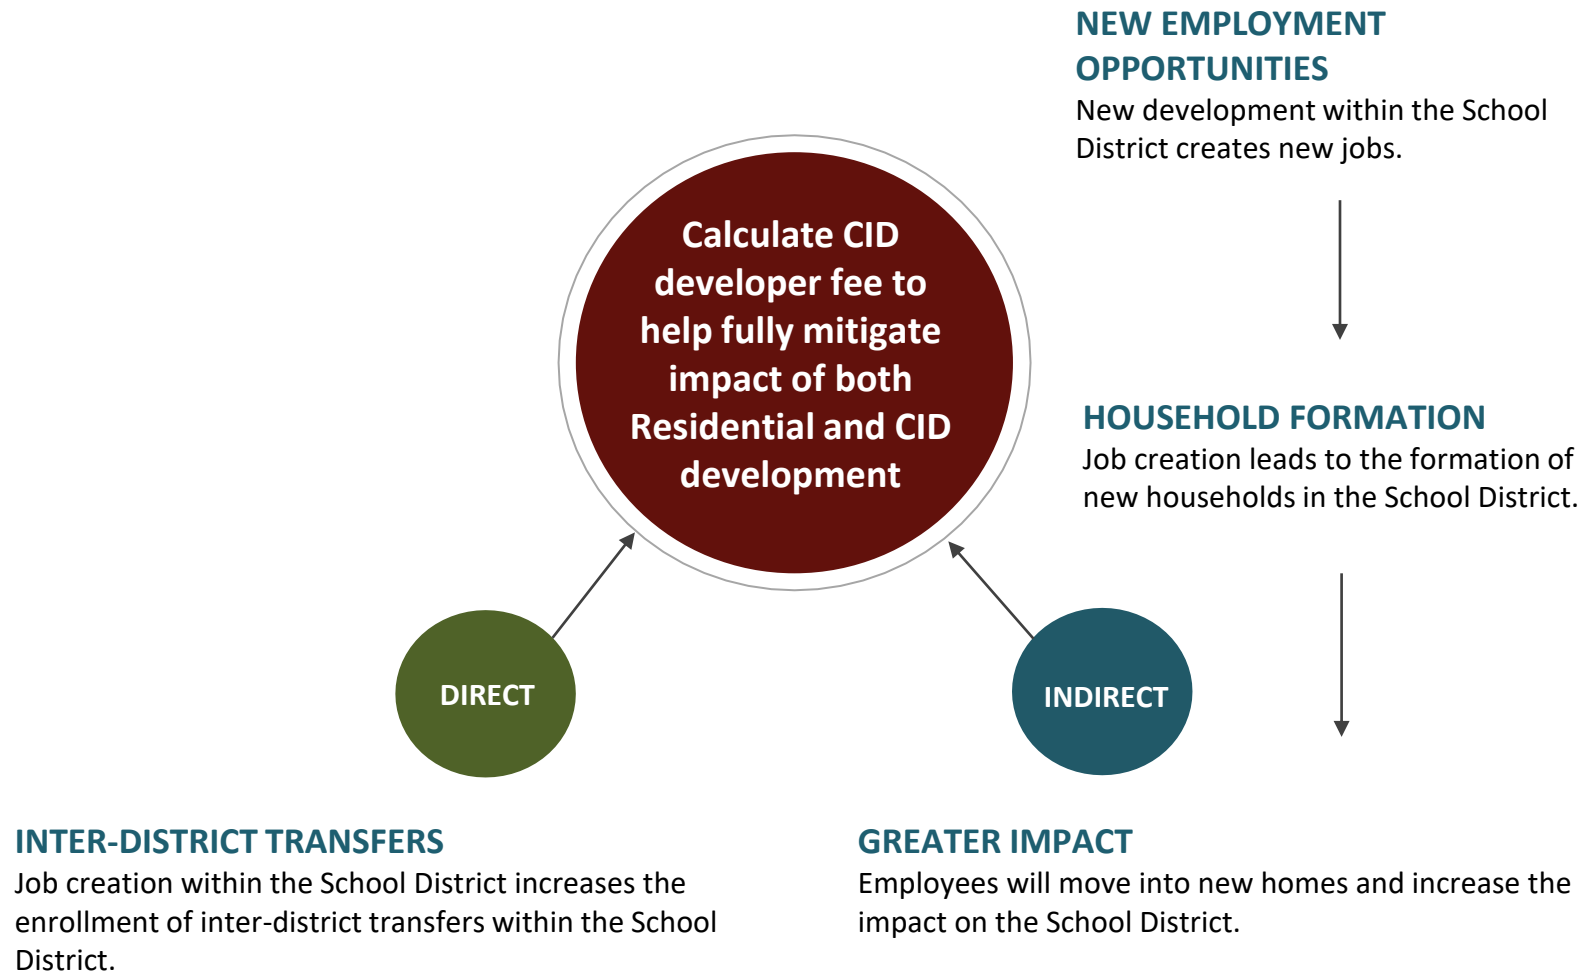 NEW EMPLOYMENT
OPPORTUNITIES
New development within the School
District creates new jobs.
Calculate CID
developer fee to
help fully mitigate
impact of both
Residential and CID
development
HOUSEHOLD FORMATION
Job creation leads to the formation of
new households in the School District.
DIRECT
INDIRECT
INTER-DISTRICT TRANSFERS
Job creation within the School District increases the
enrollment of inter-district transfers within the School
District.
GREATER IMPACT
Employees will move into new homes and increase the
impact on the School District.